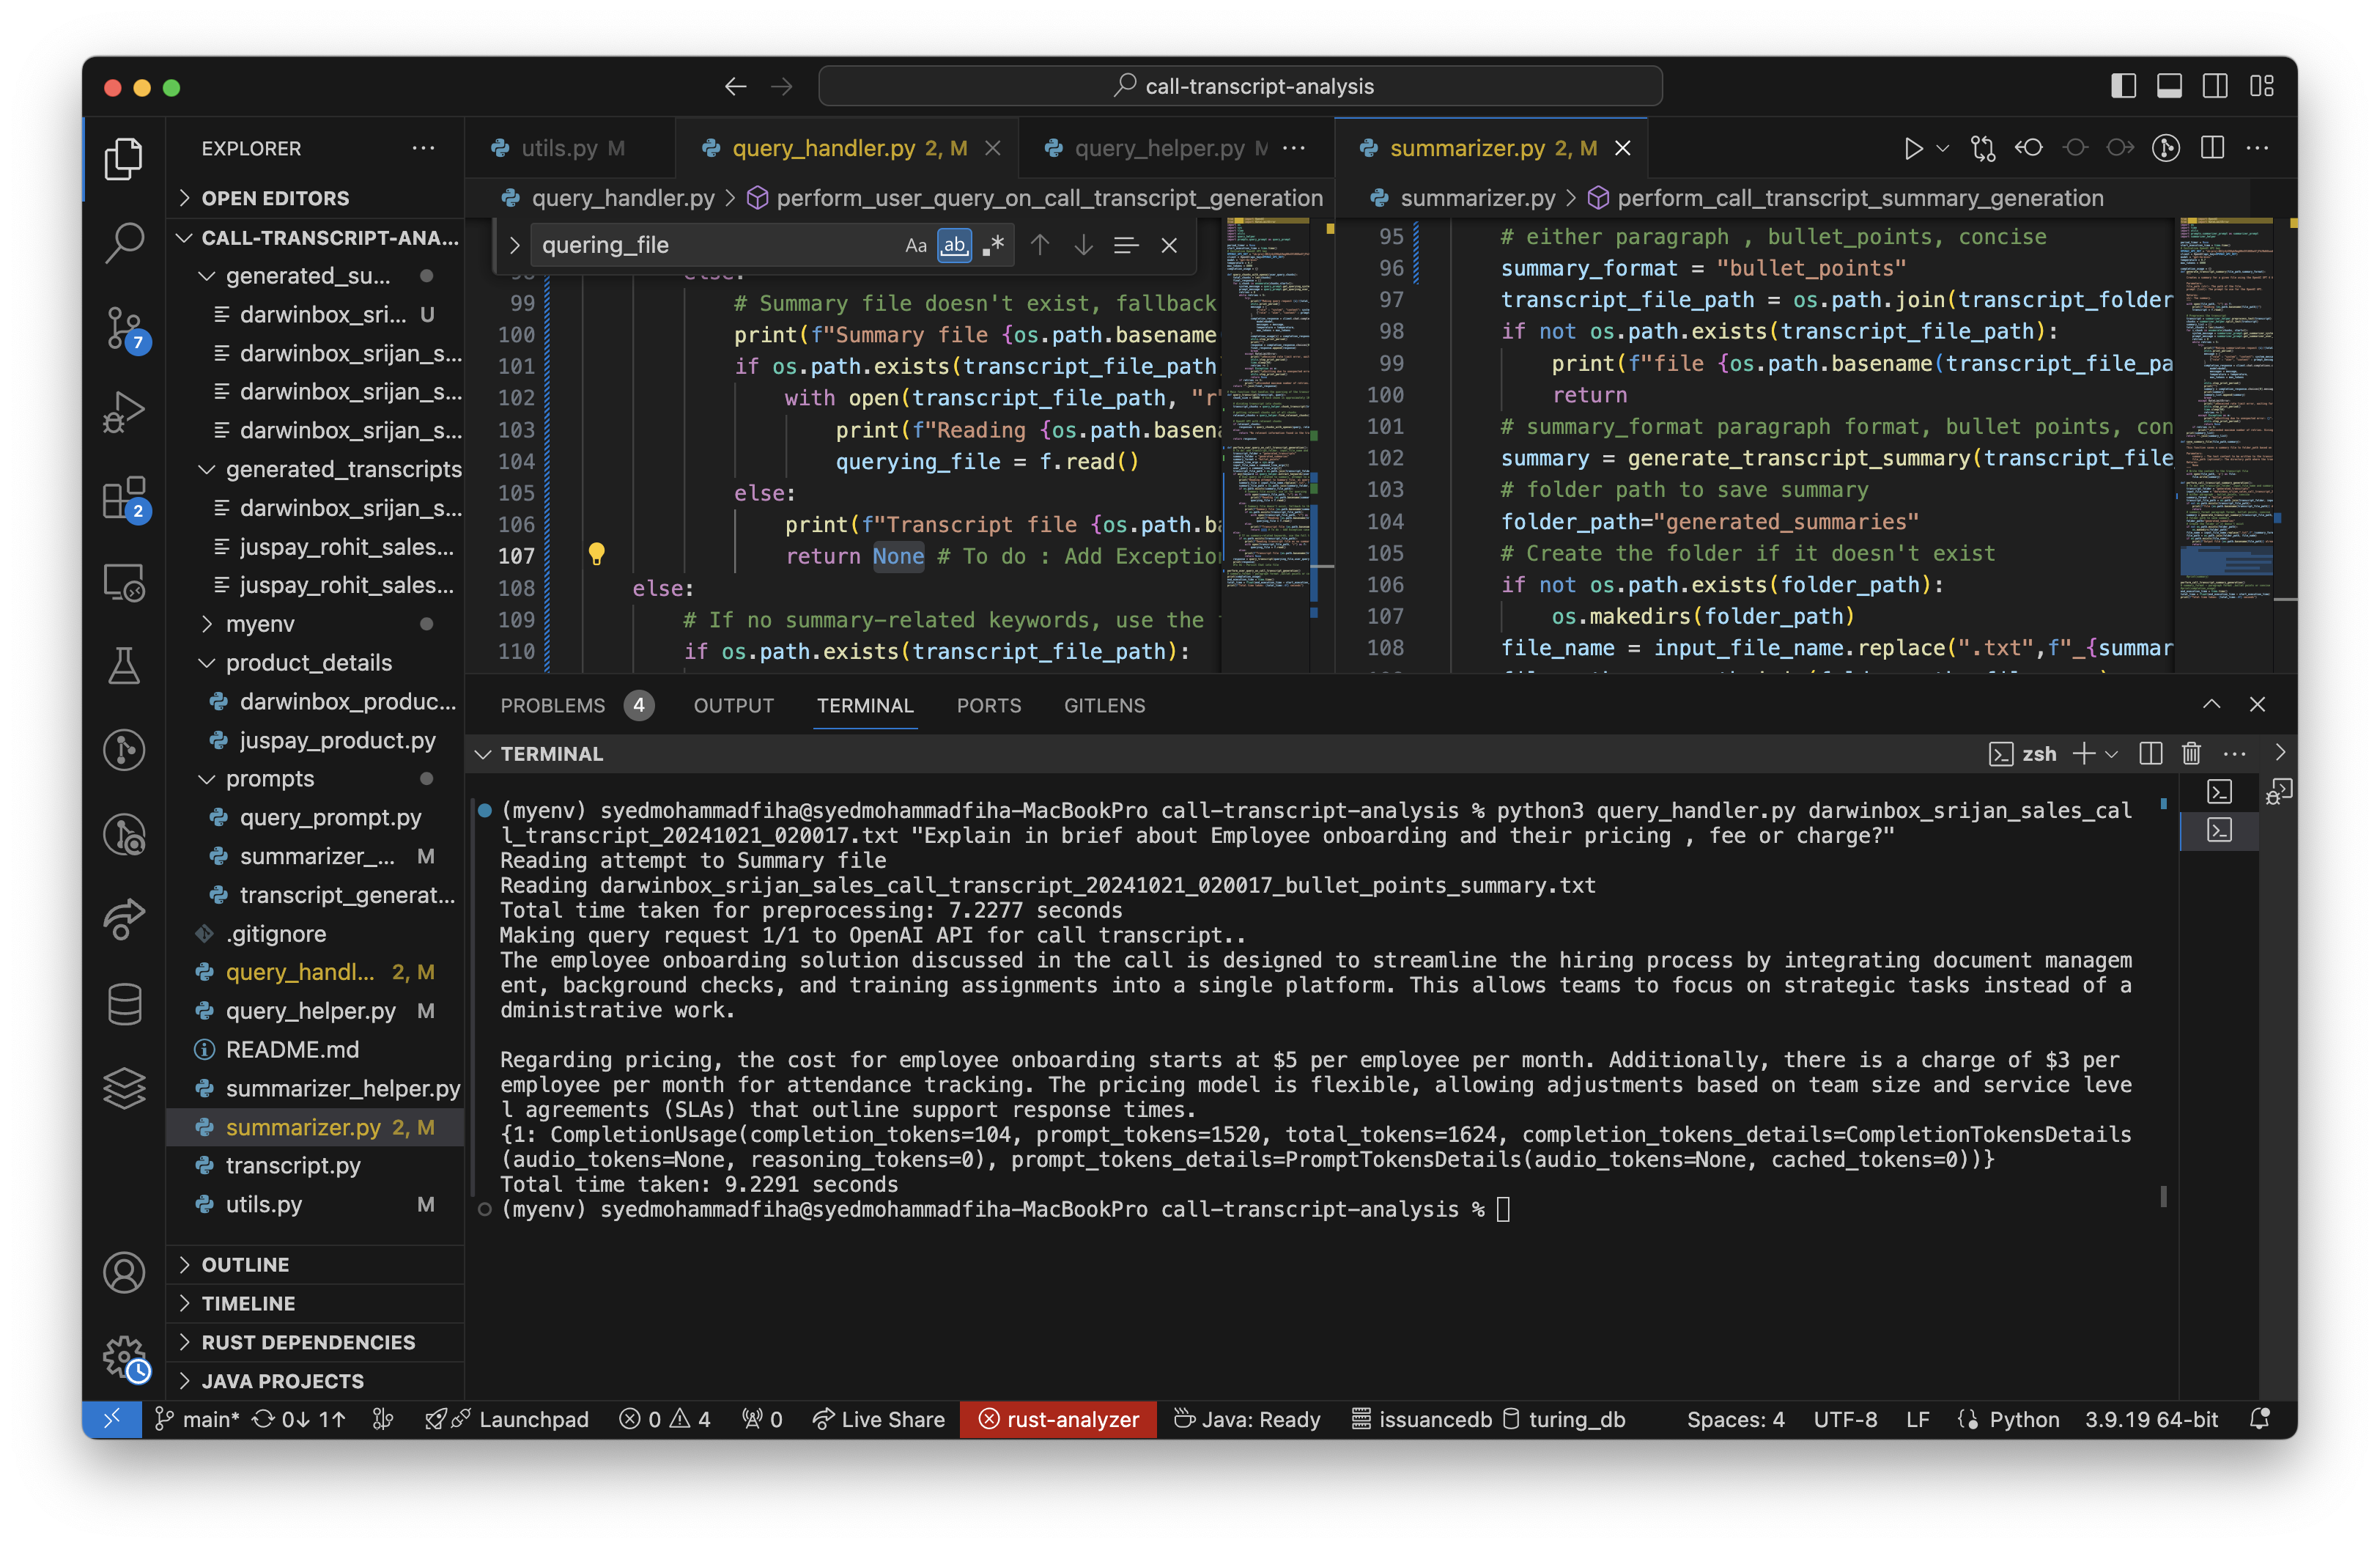 call-transcript-analysis
EXPLORER
OPEN EDITORS
CALL-TRANSCRIPT-ANA...
generated_su...
darwinbox_sri... U
darwinbox_srijan_s...
darwinbox_srijan_s...
darwinbox_srijan_s...
generated_transcripts
darwinbox_srijan_s...
juspay_rohit_sales...
juspay_rohit_sales...
myenv
product_details
darwinbox_produc...
juspay_product.py
prompts
query_prompt.py
summarizer_... M
transcript_generat...
.gitignore
query_handl... 2, M
query_helper.py M
README.md
summarizer_helper.py
summarizer.py 2, M
transcript.py
utils.py M
OUTLINE
TIMELINE
RUST DEPENDENCIES
JAVA PROJECTS
7
2
utils.py M
query_handler.py 2, M
query_helper.py M
query_handler.py > perform_user_query_on_call_transcript_generation
quering_file
Aa ab .*
99 # Summary file doesn't exist, fallback
100 print(f"Summary file {os.path.basename
101 if os.path.exists(transcript_file_path
102 with open(transcript_file_path, "r"
103 print(f"Reading {os.path.basena
104 querying_file = f.read()
105 else:
106 print(f"Transcript file {os.path.ba
107 return None # To do : Add Exception
108 else:
109 # If no summary-related keywords, use the
110 if os.path.exists(transcript_file_path):
summarizer.py 2, M
summarizer.py > perform_call_transcript_summary_generation
95 # either paragraph , bullet_points, concise
96 summary_format = "bullet_points"
97 transcript_file_path = os.path.join(transcript_folder
98 if not os.path.exists(transcript_file_path):
99 print(f"file {os.path.basename(transcript_file_pa
100 return
101 # summary_format paragraph format, bullet points, con
102 summary = generate_transcript_summary(transcript_file
103 # folder path to save summary
104 folder_path="generated_summaries"
105 # Create the folder if it doesn't exist
106 if not os.path.exists(folder_path):
107 os.makedirs(folder_path)
108 file_name = input_file_name.replace(".txt",f"_{summar
PROBLEMS 4 OUTPUT TERMINAL PORTS GITLENS
TERMINAL
zsh
(myenv) syedmohammadfiha@syedmohammadfiha-MacBookPro call-transcript-analysis % python3 query_handler.py darwinbox_srijan_sales_cal
l_transcript_20241021_020017.txt "Explain in brief about Employee onboarding and their pricing , fee or charge?"
Reading attempt to Summary file
Reading darwinbox_srijan_sales_call_transcript_20241021_020017_bullet_points_summary.txt
Total time taken for preprocessing: 7.2277 seconds
Making query request 1/1 to OpenAI API for call transcript..
The employee onboarding solution discussed in the call is designed to streamline the hiring process by integrating document managem
ent, background checks, and training assignments into a single platform. This allows teams to focus on strategic tasks instead of a
dministrative work.
Regarding pricing, the cost for employee onboarding starts at $5 per employee per month. Additionally, there is a charge of $3 per
employee per month for attendance tracking. The pricing model is flexible, allowing adjustments based on team size and service leve
l agreements (SLAs) that outline support response times.
{1: CompletionUsage(completion_tokens=104, prompt_tokens=1520, total_tokens=1624, completion_tokens_details=CompletionTokensDetails
(audio_tokens=None, reasoning_tokens=0), prompt_tokens_details=PromptTokensDetails(audio_tokens=None, cached_tokens=0))}
Total time taken: 9.2291 seconds
(myenv) syedmohammadfiha@syedmohammadfiha-MacBookPro call-transcript-analysis %
main* 0↓ 1↑ Launchpad 0 4 0 Live Share rust-analyzer Java: Ready issuancedb turing_db Spaces: 4 UTF-8 LF Python 3.9.19 64-bit